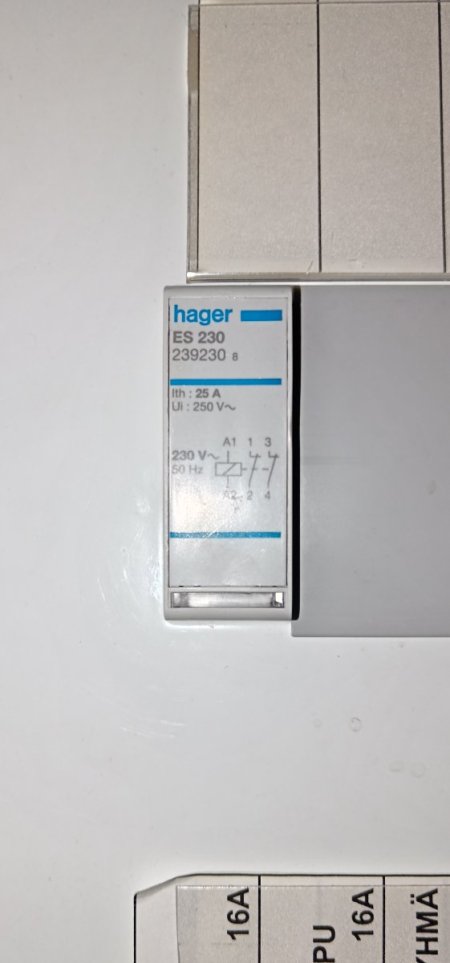 hager
ES 230
239230 8
Ith : 25 A
Ui : 250 V~
A1 1 3
230 V~
50 Hz
A2 2 4
16A
PU
16A
YHMÄ